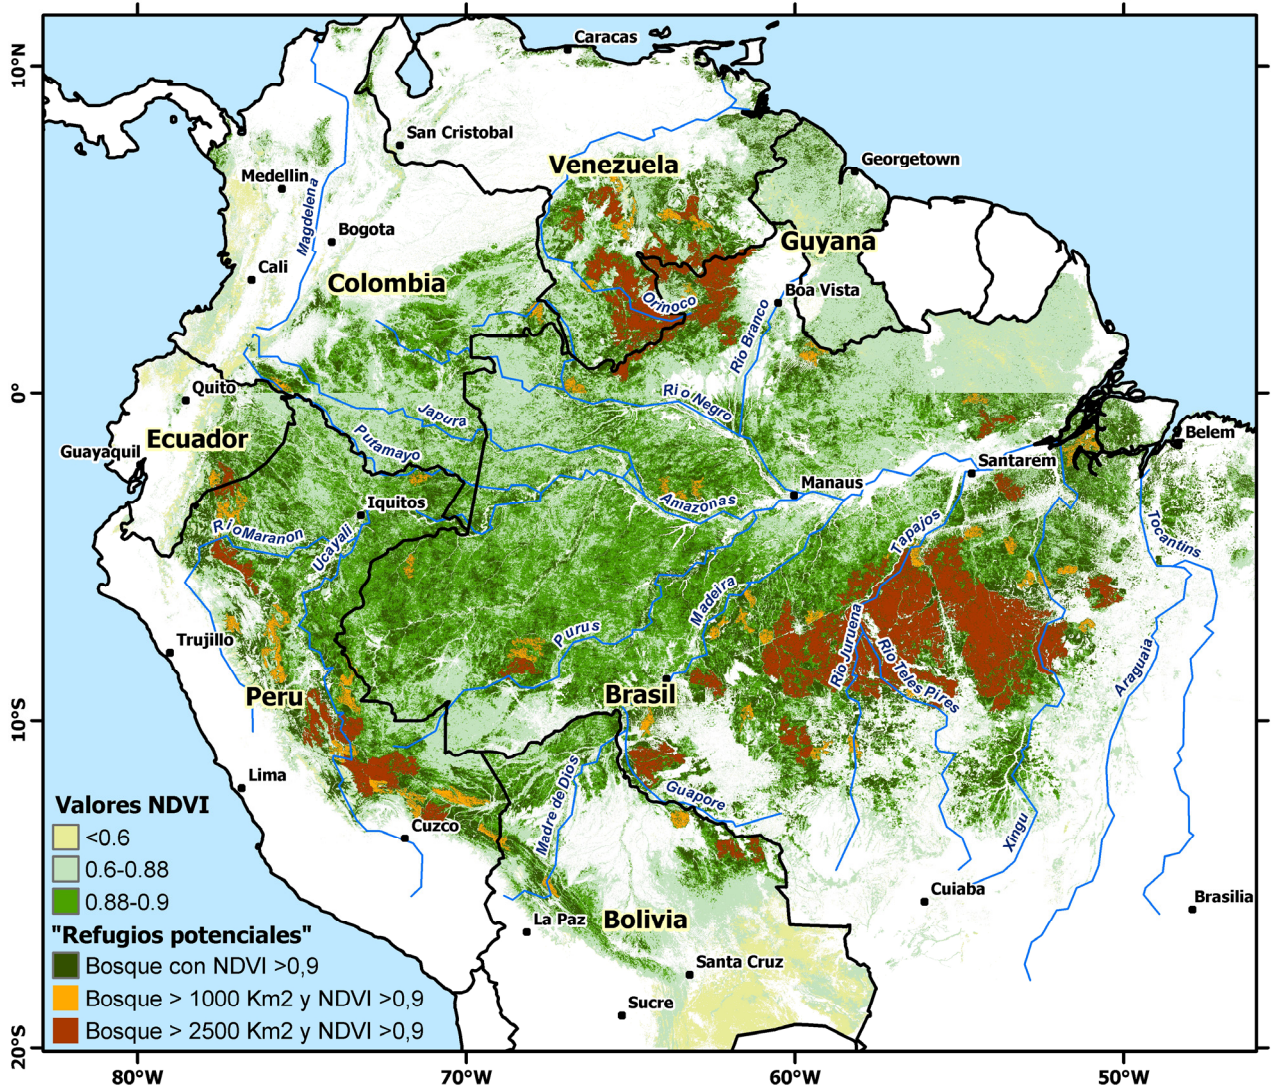 Caracas
10°N
San Cristobal
Venezuela
Georgetown
Medellin
Magdelena
Bogota
Guyana
Cali
Colombia
Boa Vista
Orinoco
Rio Branco
Quito
0°
Rio Negro
Japura
Putamayo
Ecuador
Guayaquil
Belem
Santarem
Manaus
Amazonas
Iquitos
Rio Maranon
Ucayali
Tapajos
Tocantins
Madeira
Purus
Rio Juruena
Rio Teles Pires
Araguaia
Trujillo
Peru
Brasil
10°S
Lima
Madre de Dios
Guapore
Xingu
Cuzco
Valores NDVI
<0.6
0.6-0.88
0.88-0.9
"Refugios potenciales"
Bosque con NDVI >0,9
Bosque > 1000 Km2 y NDVI >0,9
Bosque > 2500 Km2 y NDVI >0,9
Cuiaba
Brasilia
La Paz
Bolivia
Santa Cruz
Sucre
20°S
80°W
70°W
60°W
50°W